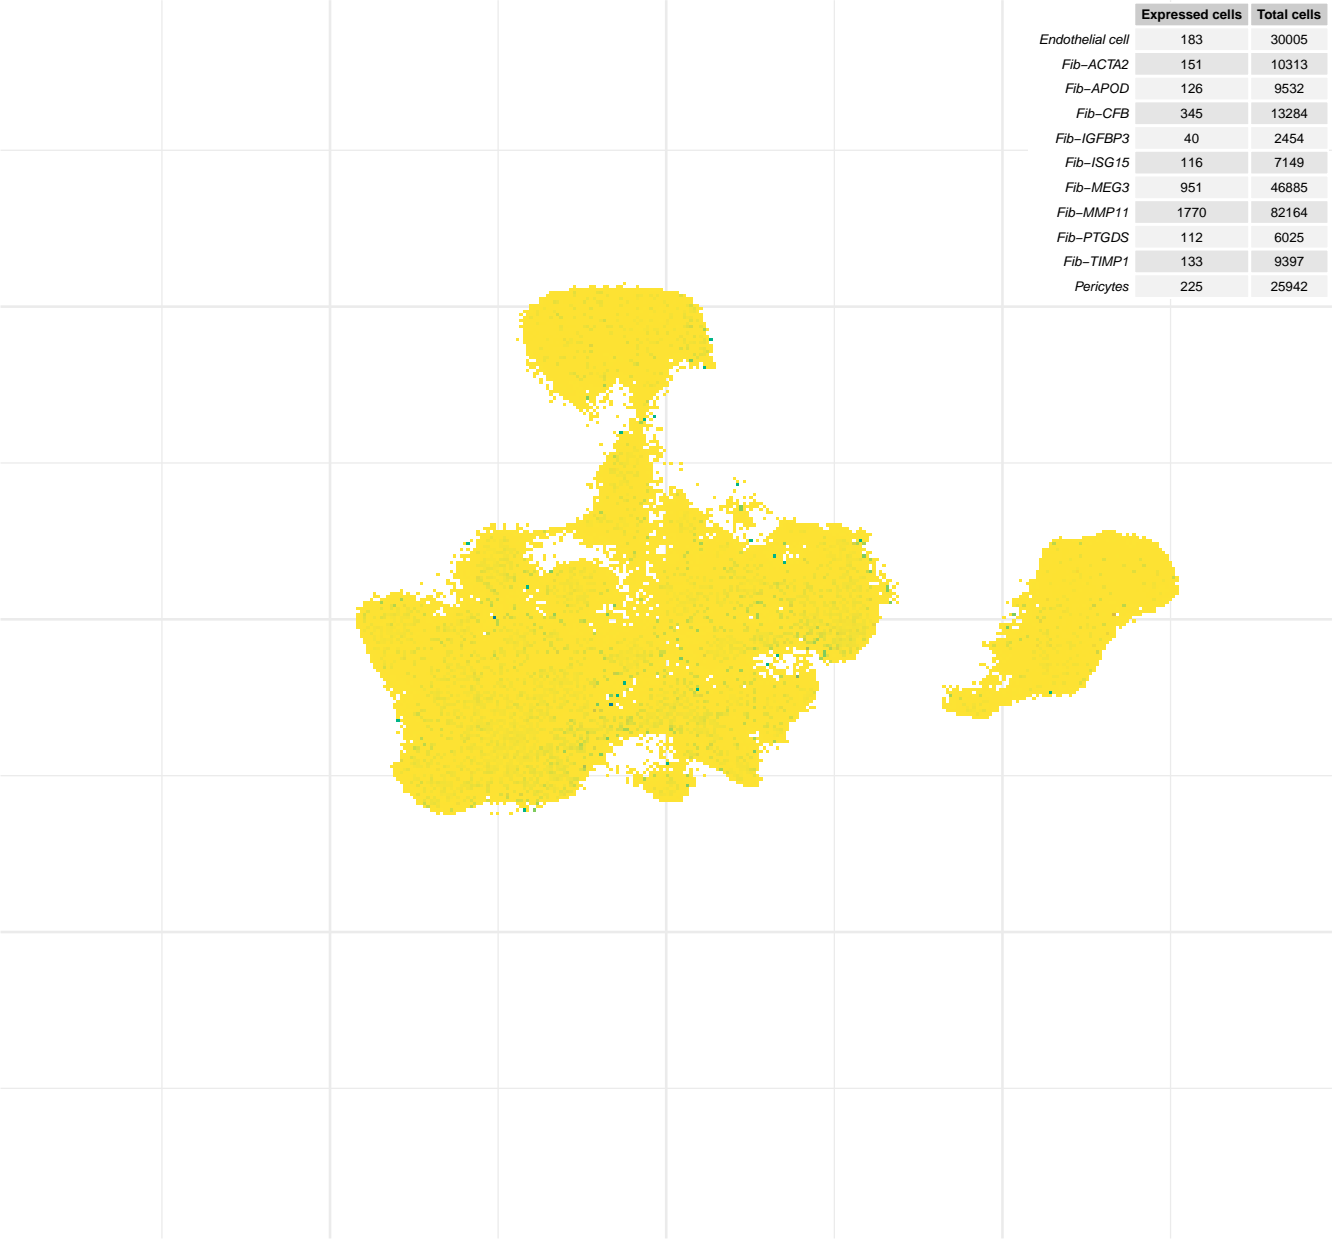 Expressed cells Total cells
Endothelial cell 183 30005
Fib−ACTA2 151 10313
Fib−APOD 126 9532
Fib−CFB 345 13284
Fib−IGFBP3 40 2454
Fib−ISG15 116 7149
Fib−MEG3 951 46885
Fib−MMP11 1770 82164
Fib−PTGDS 112 6025
Fib−TIMP1 133 9397
Pericytes 225 25942